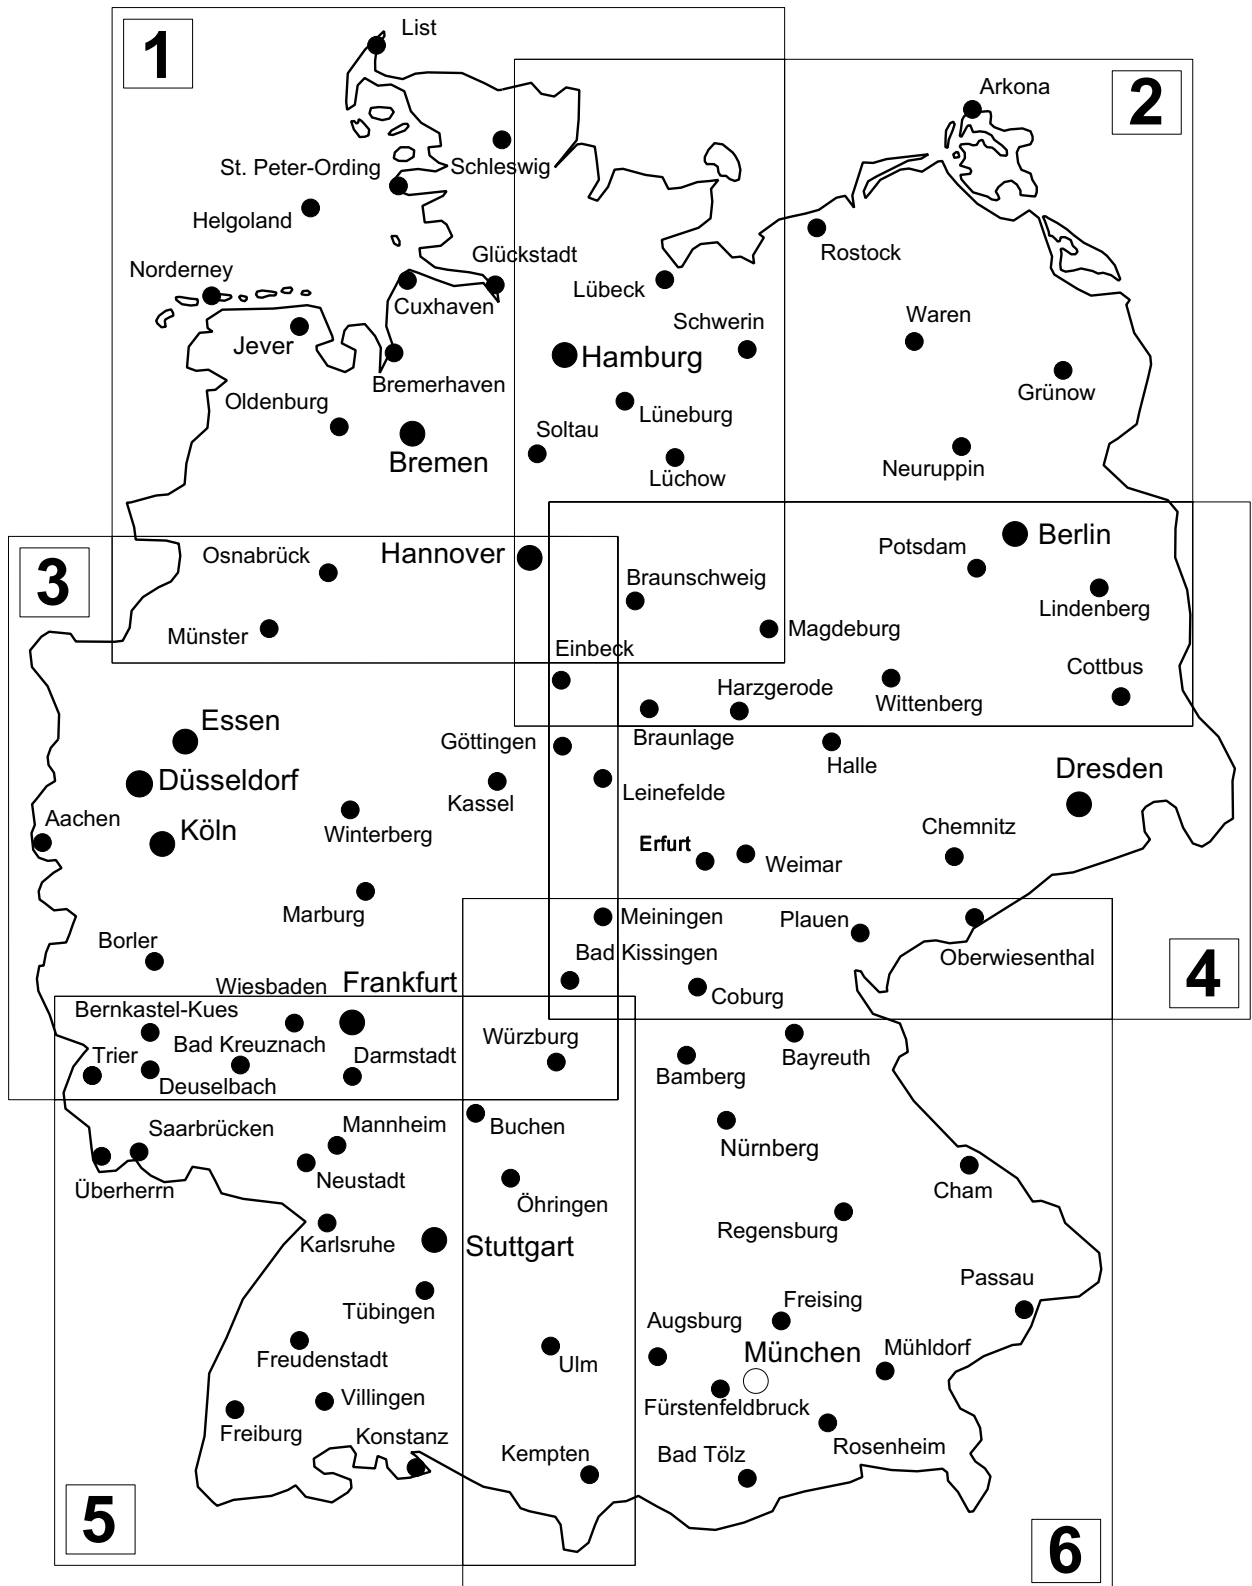 List
1
Arkona
2
St. Peter-Ording
Schleswig
Helgoland
Rostock
Glückstadt
Norderney
Lübeck
Cuxhaven
Schwerin
Waren
Jever
Hamburg
Bremerhaven
Grünow
Oldenburg
Lüneburg
Soltau
Bremen
Neuruppin
Lüchow
Berlin
Potsdam
Hannover
Osnabrück
3
Braunschweig
Lindenberg
Münster
Magdeburg
Einbeck
Cottbus
Harzgerode
Wittenberg
Essen
Göttingen
Braunlage
Halle
Dresden
Düsseldorf
Leinefelde
Kassel
Aachen
Köln
Winterberg
Chemnitz
Erfurt
Weimar
Marburg
Meiningen
Plauen
Borler
Bad Kissingen
Oberwiesenthal
4
Wiesbaden
Frankfurt
Coburg
Bernkastel-Kues
Würzburg
Bad Kreuznach
Trier
Darmstadt
Bayreuth
Deuselbach
Bamberg
Saarbrücken
Mannheim
Buchen
Nürnberg
Neustadt
Überherrn
Cham
Öhringen
Regensburg
Karlsruhe
Stuttgart
Passau
Tübingen
Freising
Augsburg
Mühldorf
München
Freudenstadt
Ulm
Villingen
Fürstenfeldbruck
Freiburg
Konstanz
Rosenheim
Kempten
Bad Tölz
5
6